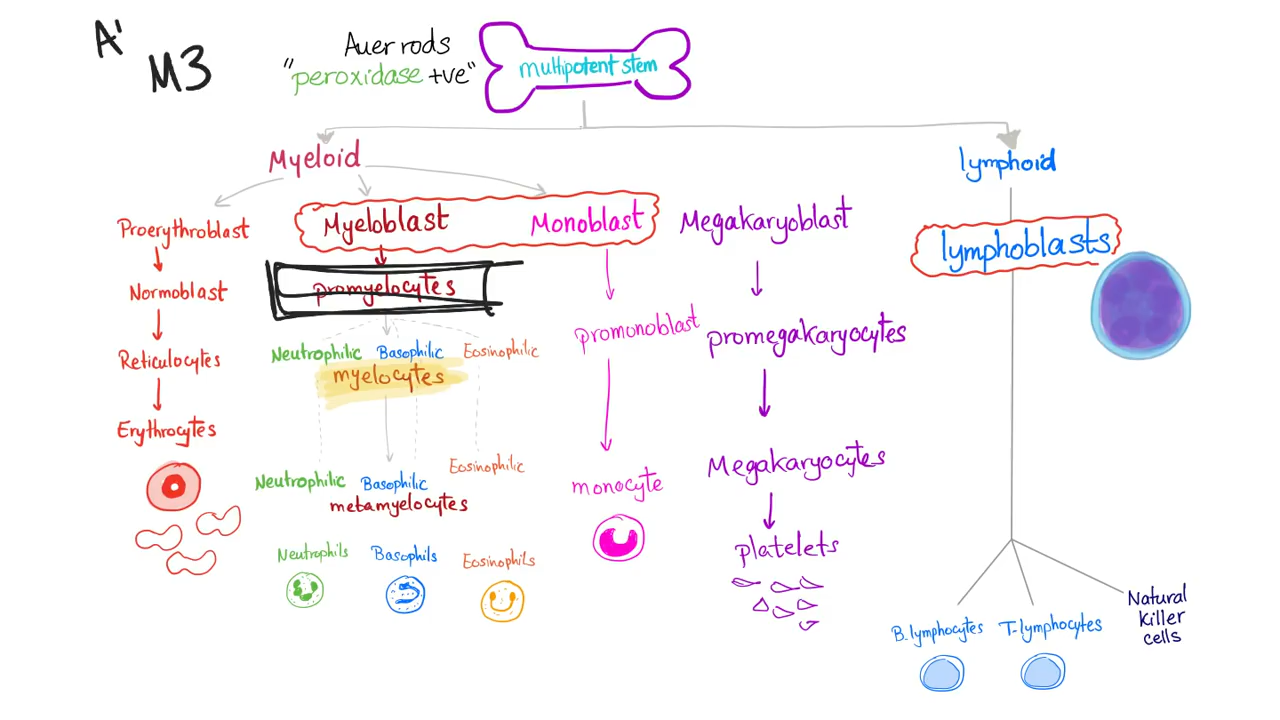 A'
M3
Auer rods
"peroxidase +ve"
multipotent stem
Myeloid
lymphoid
Proerythroblast
Normoblast
Reticulocytes
Erythrocytes
Myeloblast
Monoblast
promyelocytes
Neutrophilic Basophilic Eosinophilic
myelocytes
Neutrophilic Basophilic Eosinophilic
metamyelocytes
Neutrophils Basophils Eosinophils
promonoblast
monocyte
Megakaryoblast
promegakaryocytes
Megakaryocytes
platelets
lymphoblasts
B.lymphocytes
T-lymphocytes
Natural
Killer
cells